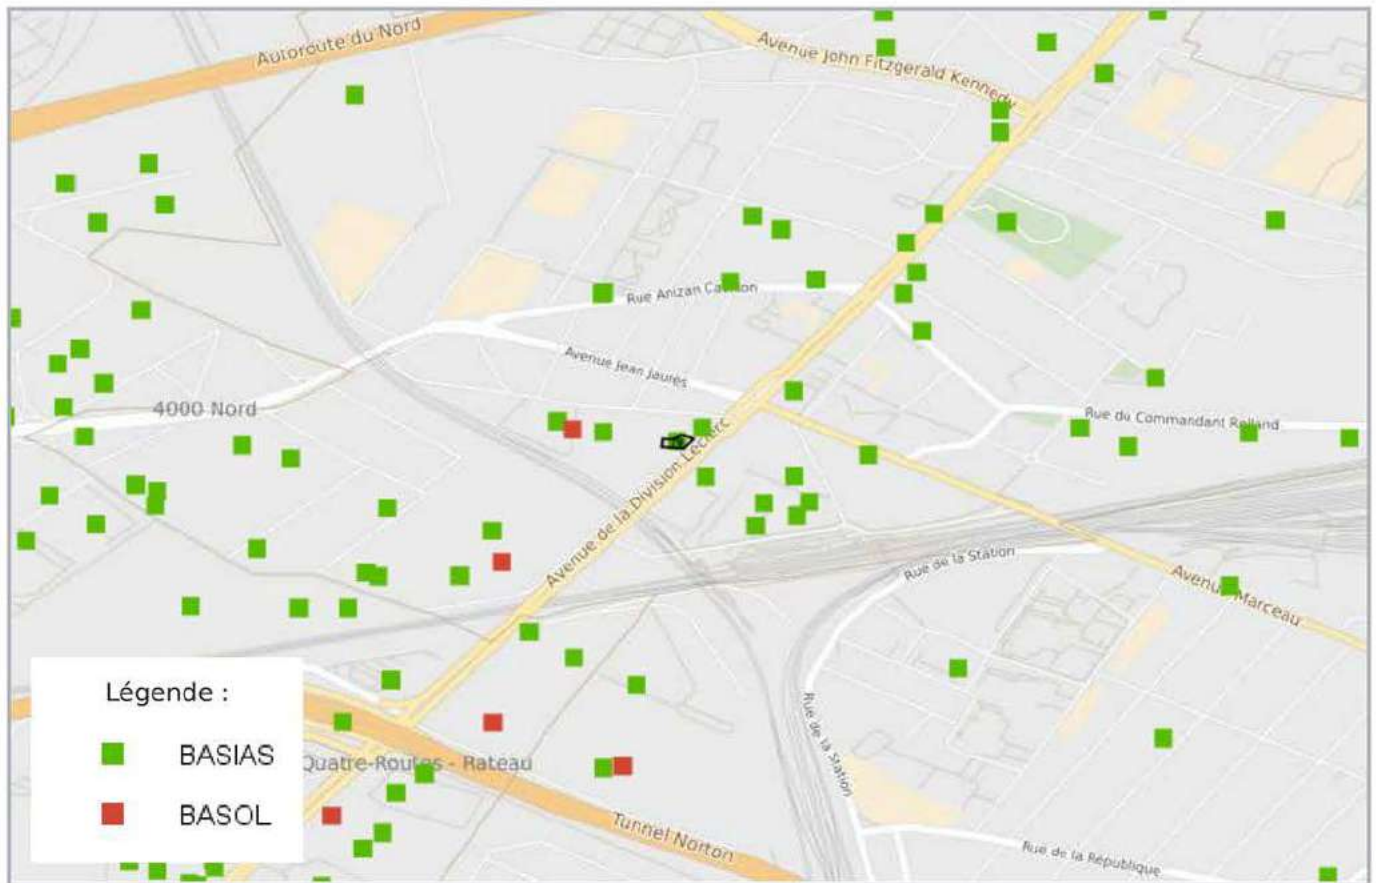 Autoroute du Nord
Avenue John Fitzgerald Kennedy
Rue Anizan Ca
Avenue Jean Jaurès
4000 Nord
Rue du Commandant Rolland
Avenue de la Division Leclerc
Rue de la Station
Avenue Marceau
Légende :
BASIAS
BASOL
Quatre-Routes - Rateau
Rue de la Station
Tunnel Norton
Rue de la République